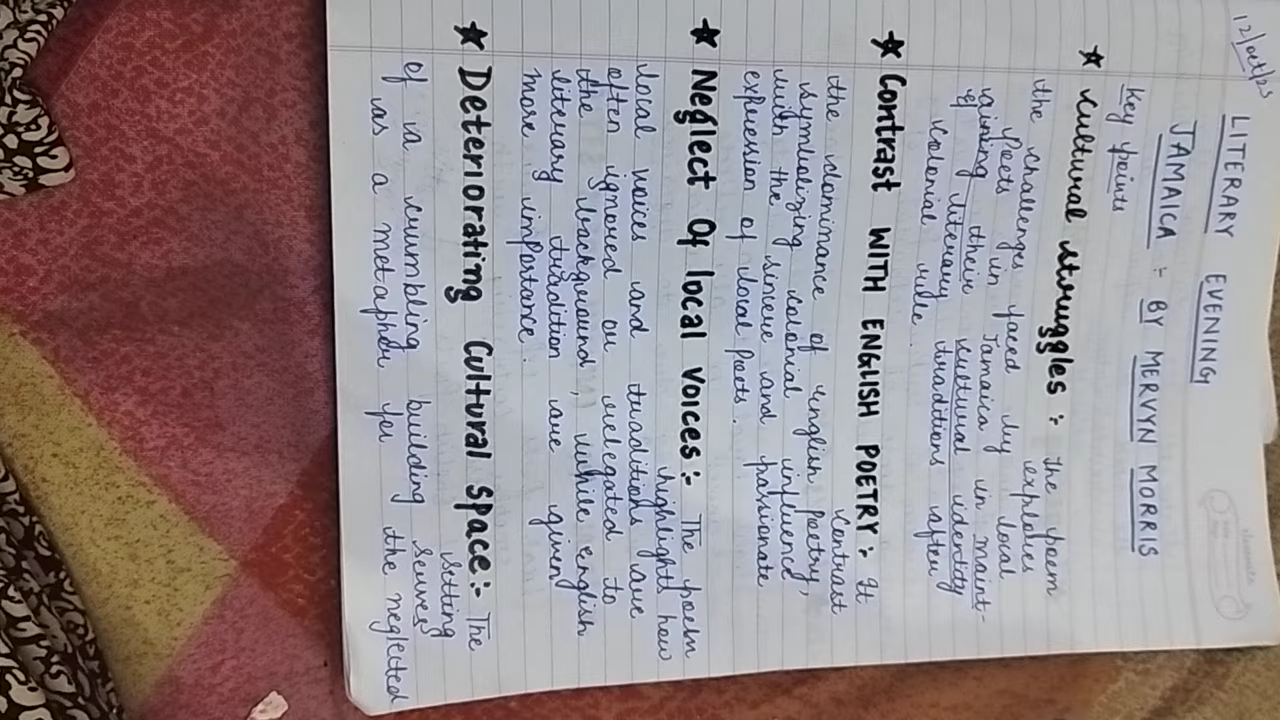 12/oct/25
LITERARY EVENING
JAMAICA :- BY MERVYN MORRIS
Key points
★ Cultural struggles : The poem
explores
the challenges faced by local
Poets in Jamaica in maint-
aining their cultural identity
& literary traditions after
colonial rule.
★ Contrast WITH ENGLISH POETRY : It
contrast
the dominance of english poetry,
symbolizing colonial influence,
with the sincere and passionate
expression of local poets.
★ Neglect Of local voices :- The poem
highlights how
local voices and traditions are
often ignored or relegated to
the background, while english
literary tradition are given
more importance.
★ Deteriorating Cultural space :- The
sitting
of a crumbling building serves
as a metaphor for the neglected